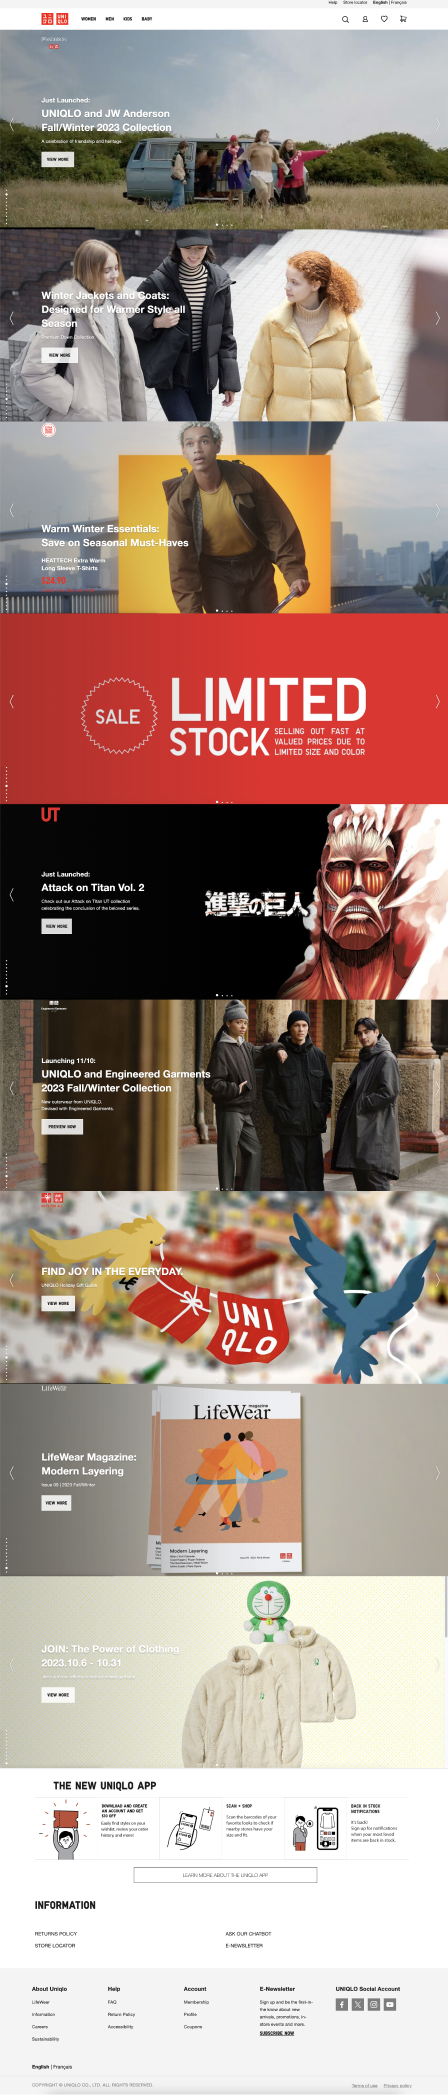 Help Store locator English | Français
UNI QLO
WOMEN MEN KIDS BABY
Just Launched:
UNIQLO and JW Anderson
Fall/Winter 2023 Collection
A celebration of friendship and heritage.
VIEW MORE
Winter Jackets and Coats:
Designed for Warmer Style all
Season
Premium Down Collection
VIEW MORE
Warm Winter Essentials:
Save on Seasonal Must-Haves
HEATTECH Extra Warm
Long Sleeve T-Shirts
SALE
LIMITED
STOCK
SELLING OUT FAST AT
VALUED PRICES DUE TO
LIMITED SIZE AND COLOR
UT
Just Launched:
Attack on Titan Vol. 2
Check out our Attack on Titan UT collection
celebrating the conclusion of the beloved series.
VIEW MORE
進撃の巨人
Engineered Garments
Launching 11/10:
UNIQLO and Engineered Garments
2023 Fall/Winter Collection
New outerwear from UNIQLO.
Devised with Engineered Garments.
PREVIEW NOW
FIND JOY IN THE EVERYDAY.
UNIQLO Holiday Gift Guide
VIEW MORE
UNI
QLO
LifeWear
LifeWear magazine
LifeWear Magazine:
Modern Layering
Issue 09 | 2023 Fall/Winter
VIEW MORE
Modern Layering
JOIN: The Power of Clothing
2023.10.6 - 10.31
VIEW MORE
THE NEW UNIQLO APP
DOWNLOAD AND CREATE
AN ACCOUNT AND GET
$10 OFF
Easily find styles on your
wishlist, review your order
history, and more!
SCAN + SHOP
Scan the barcodes of your
favorite looks to check if
nearby stores have your
size and fit.
BACK IN STOCK
NOTIFICATIONS
It's back!
Sign up for notifications
when your most loved
items are back in stock.
LEARN MORE ABOUT THE UNIQLO APP
INFORMATION
RETURNS POLICY
ASK OUR CHATBOT
STORE LOCATOR
E-NEWSLETTER
About Uniqlo
LifeWear
Information
Careers
Sustainability
Help
FAQ
Return Policy
Accessibility
Account
Membership
Profile
Coupons
E-Newsletter
Sign up and be the first-in-
the know about new
arrivals, promotions, in-
store events and more.
SUBSCRIBE NOW
UNIQLO Social Account
English | Français
COPYRIGHT © UNIQLO CO., LTD. ALL RIGHTS RESERVED.
Terms of use Privacy policy